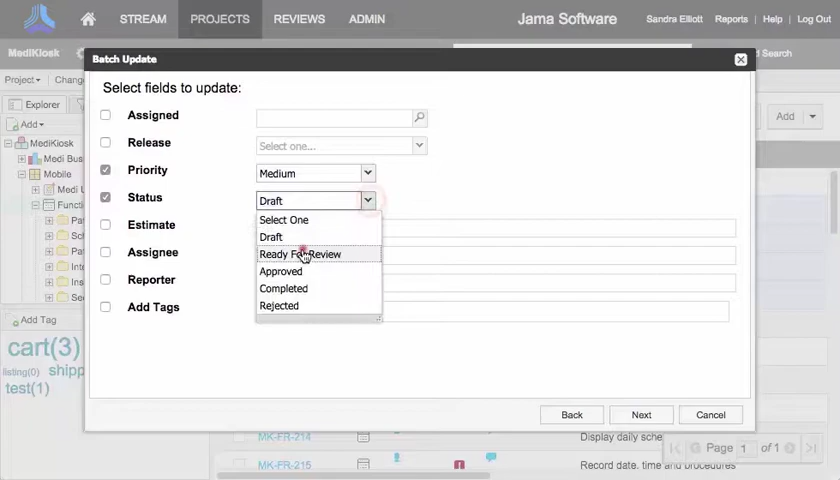 STREAM PROJECTS REVIEWS ADMIN Jama Software Sandra Elliott Reports Help Log Out
MediKiosk
Search
Batch Update
Project
Explorer
Add
MediKiosk
Mobile
Add Tag
cart(3)
listing(0)
test(1)
Select fields to update:
Assigned
Release Select one...
Priority Medium
Status Draft
Select One
Draft
Ready For Review
Approved
Completed
Rejected
Estimate
Assignee
Reporter
Add Tags
Back Next Cancel
Add
MK-FR-214 Display daily sche
MK-FR-215 Record date, time and procedures
Page 1 of 1